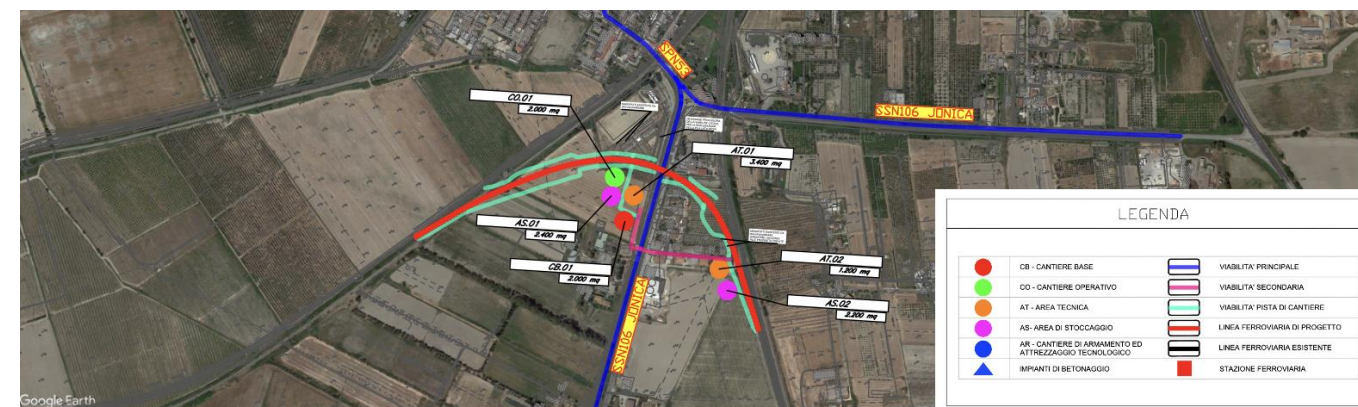 SPN53
SSN106 JONICA
CO.01
2.000 mq
AT.01
3.400 mq
AS.01
2.400 mq
CB.01
2.000 mq
AT.02
1.200 mq
AS.02
2.200 mq
SSN106 JONICA
LEGENDA
CB - CANTIERE BASE
VIABILITA' PRINCIPALE
CO - CANTIERE OPERATIVO
VIABILITA' SECONDARIA
AT - AREA TECNICA
VIABILITA' PISTA DI CANTIERE
AS- AREA DI STOCCAGGIO
LINEA FERROVIARIA DI PROGETTO
AR - CANTIERE DI ARMAMENTO ED
ATTREZZAGGIO TECNOLOGICO
LINEA FERROVIARIA ESISTENTE
IMPIANTI DI BETONAGGIO
STAZIONE FERROVIARIA
Google Earth